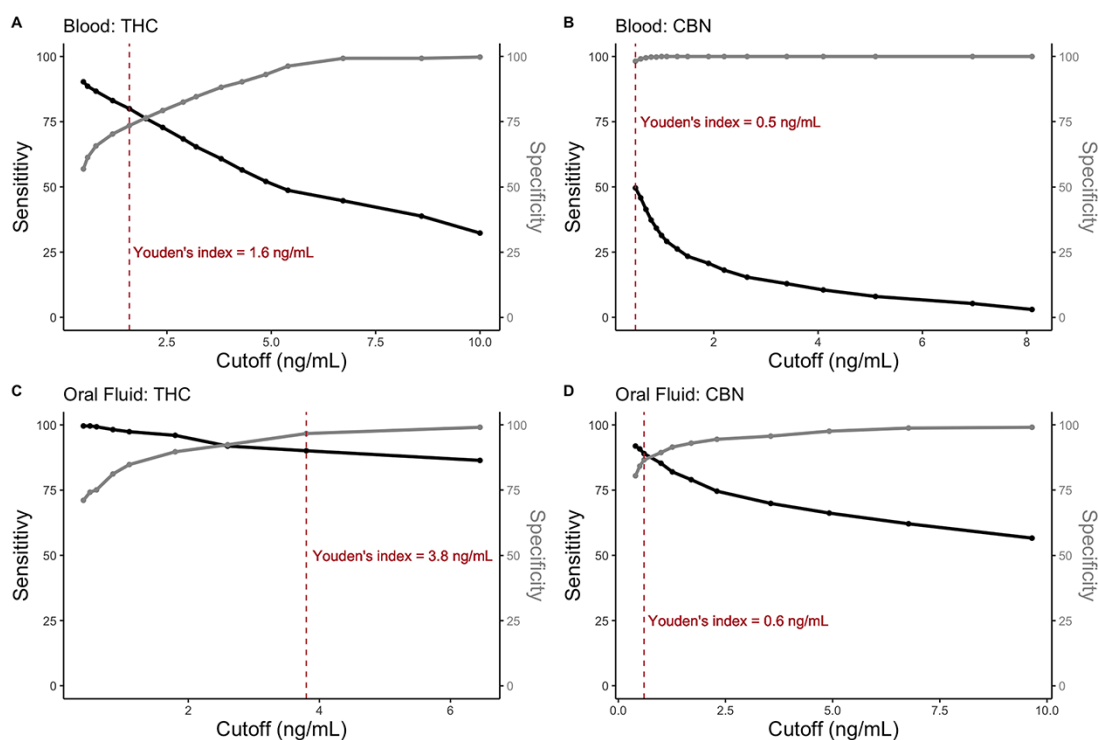 A
Blood: THC
100
75
50
25
0
Sensititivy
Youden's index = 1.6 ng/mL
100
75
50
25
0
Specificity
2.5 5.0 7.5 10.0
Cutoff (ng/mL)
B
Blood: CBN
100
75
50
25
0
Sensititivy
Youden's index = 0.5 ng/mL
100
75
50
25
0
Specificity
2 4 6 8
Cutoff (ng/mL)
C
Oral Fluid: THC
100
75
50
25
0
Sensititivy
Youden's index = 3.8 ng/mL
100
75
50
25
0
Specificity
2 4 6
Cutoff (ng/mL)
D
Oral Fluid: CBN
100
75
50
25
0
Sensititivy
Youden's index = 0.6 ng/mL
100
75
50
25
0
Specificity
0.0 2.5 5.0 7.5 10.0
Cutoff (ng/mL)